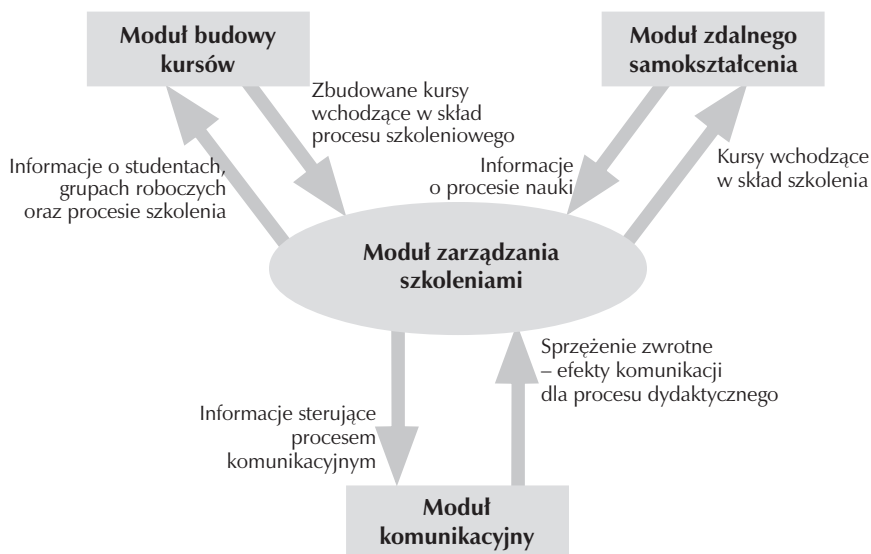 Moduł budowy
kursów
Moduł zdalnego
samokształcenia
Zbudowane kursy
wchodzące w skład
procesu szkoleniowego
Informacje o studentach,
grupach roboczych
oraz procesie szkolenia
Informacje
o procesie nauki
Kursy wchodzące
w skład szkolenia
Moduł zarządzania
szkoleniami
Sprzężenie zwrotne
– efekty komunikacji
dla procesu dydaktycznego
Informacje sterujące
procesem
komunikacyjnym
Moduł
komunikacyjny